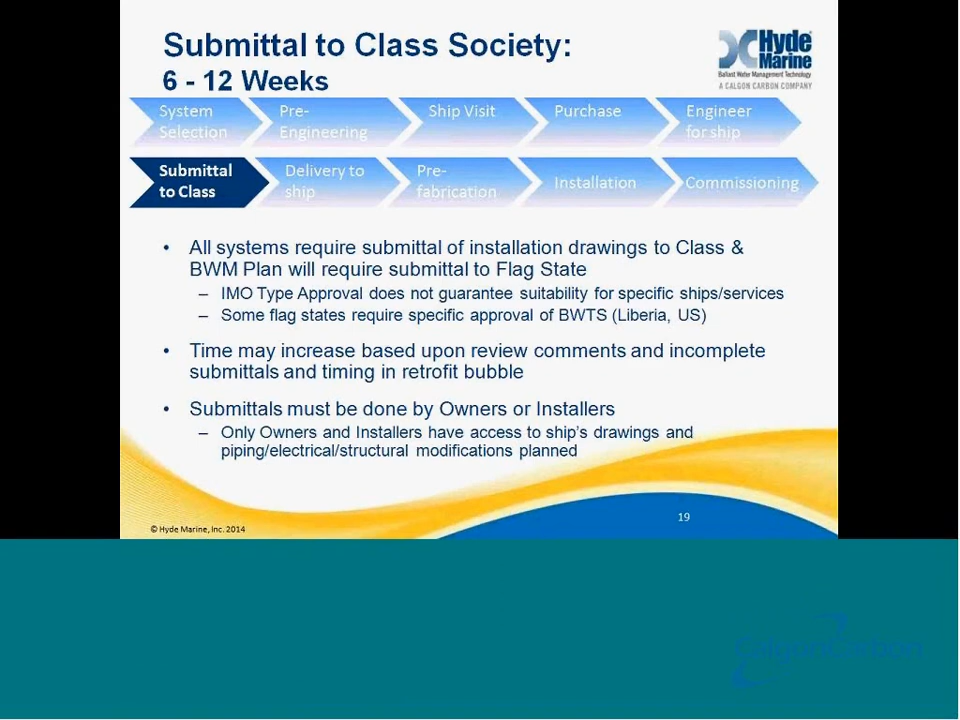 Submittal to Class Society:
6 - 12 Weeks
Hyde
Marine
Ballast Water Management Technology
A CALGON CARBON COMPANY
System
Selection
Pre-
Engineering
Ship Visit
Purchase
Engineer
for ship
Submittal
to Class
Delivery to
ship
Pre-
fabrication
Installation
Commissioning
• All systems require submittal of installation drawings to Class &
BWM Plan will require submittal to Flag State
– IMO Type Approval does not guarantee suitability for specific ships/services
– Some flag states require specific approval of BWTS (Liberia, US)
• Time may increase based upon review comments and incomplete
submittals and timing in retrofit bubble
• Submittals must be done by Owners or Installers
– Only Owners and Installers have access to ship's drawings and
piping/electrical/structural modifications planned
19
© Hyde Marine, Inc. 2014
CalgonCarbon